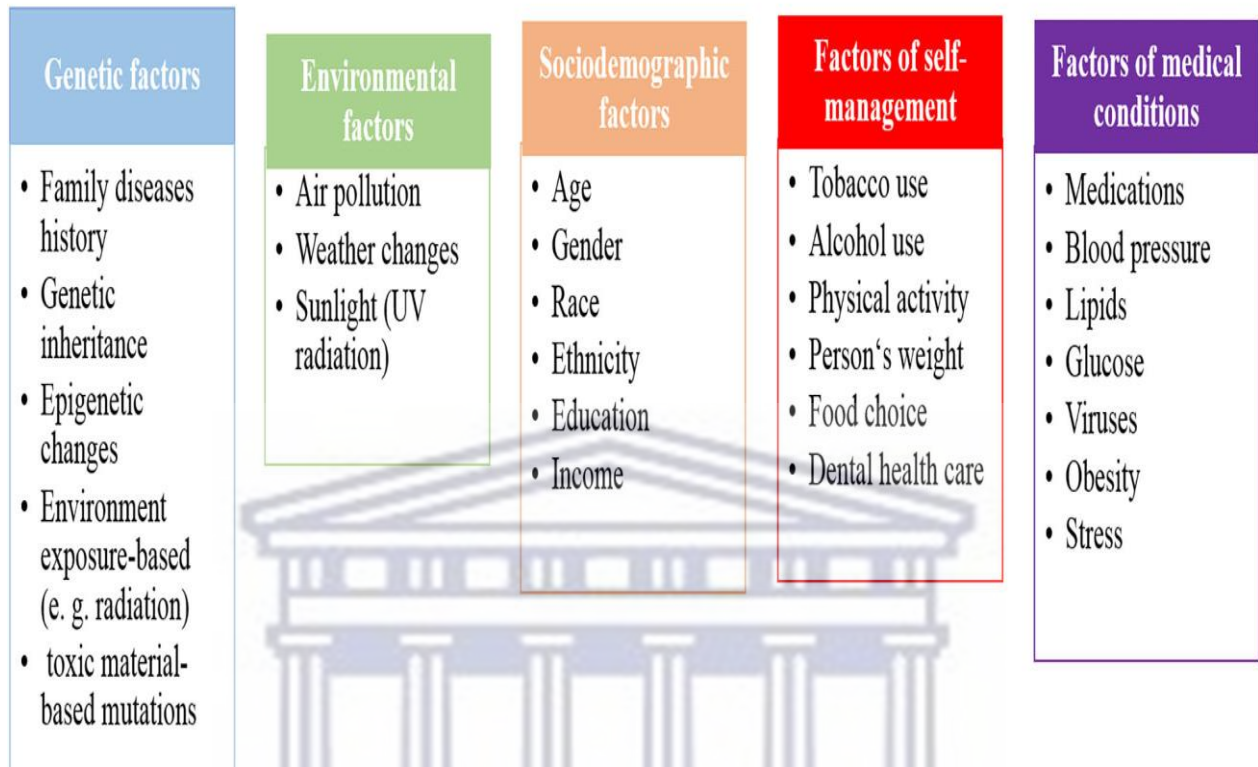 Genetic factors
• Family diseases
history
• Genetic
inheritance
• Epigenetic
changes
• Environment
exposure-based
(e. g. radiation)
• toxic material-
based mutations
Environmental
factors
• Air pollution
• Weather changes
• Sunlight (UV
radiation)
Sociodemographic
factors
• Age
• Gender
• Race
• Ethnicity
• Education
• Income
Factors of self-
management
• Tobacco use
• Alcohol use
• Physical activity
• Person‘s weight
• Food choice
• Dental health care
Factors of medical
conditions
• Medications
• Blood pressure
• Lipids
• Glucose
• Viruses
• Obesity
• Stress